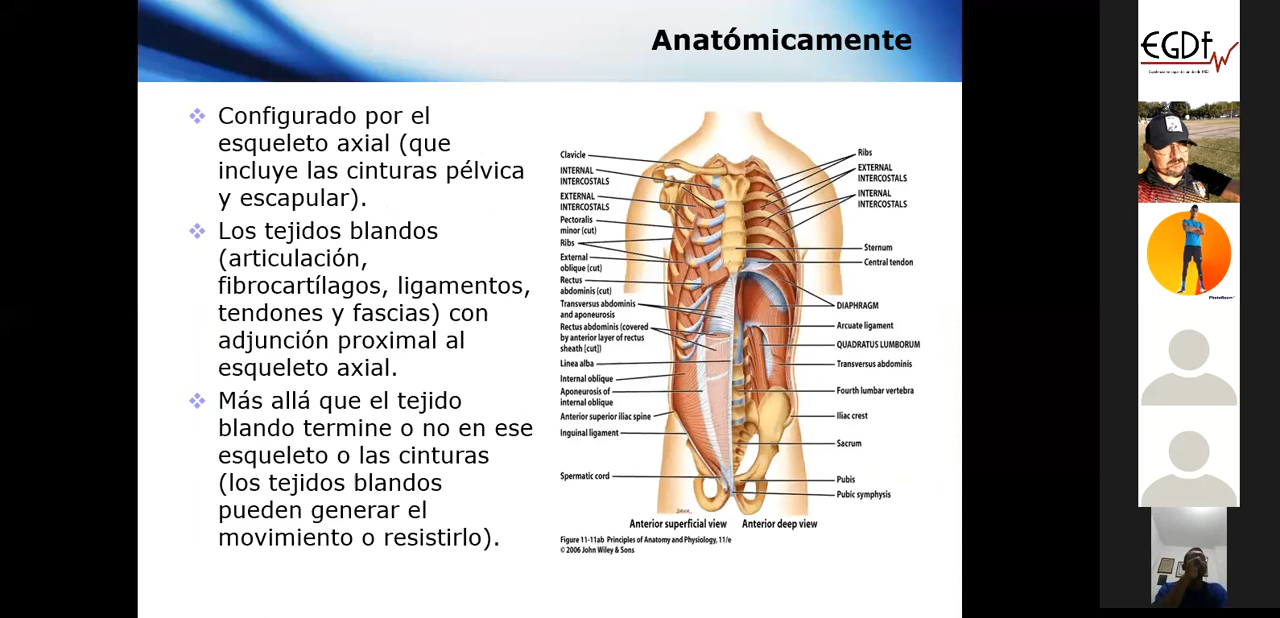 Anatómicamente
Configurado por el
esqueleto axial (que
incluye las cinturas pélvica
y escapular).
Los tejidos blandos
(articulación,
fibrocartílagos, ligamentos,
tendones y fascias) con
adjunción proximal al
esqueleto axial.
Más allá que el tejido
blando termine o no en ese
esqueleto o las cinturas
(los tejidos blandos
pueden generar el
movimiento o resistirlo).
Clavicle
INTERNAL
INTERCOSTALS
EXTERNAL
INTERCOSTALS
Pectoralis
minor (cut)
Ribs
External
oblique (cut)
Rectus
abdominis (cut)
Transversus abdominis
and aponeurosis
Rectus abdominis (covered
by anterior layer of rectus
sheath [cut])
Linea alba
Internal oblique
Aponeurosis of
internal oblique
Anterior superior iliac spine
Inguinal ligament
Spermatic cord
Ribs
EXTERNAL
INTERCOSTALS
INTERNAL
INTERCOSTALS
Sternum
Central tendon
DIAPHRAGM
Arcuate ligament
QUADRATUS LUMBORUM
Transversus abdominis
Fourth lumbar vertebra
Iliac crest
Sacrum
Pubis
Pubic symphysis
Anterior superficial view
Anterior deep view
Figure 11-11ab Principles of Anatomy and Physiology, 11/e
© 2006 John Wiley & Sons
EGDF
PhotoRoom